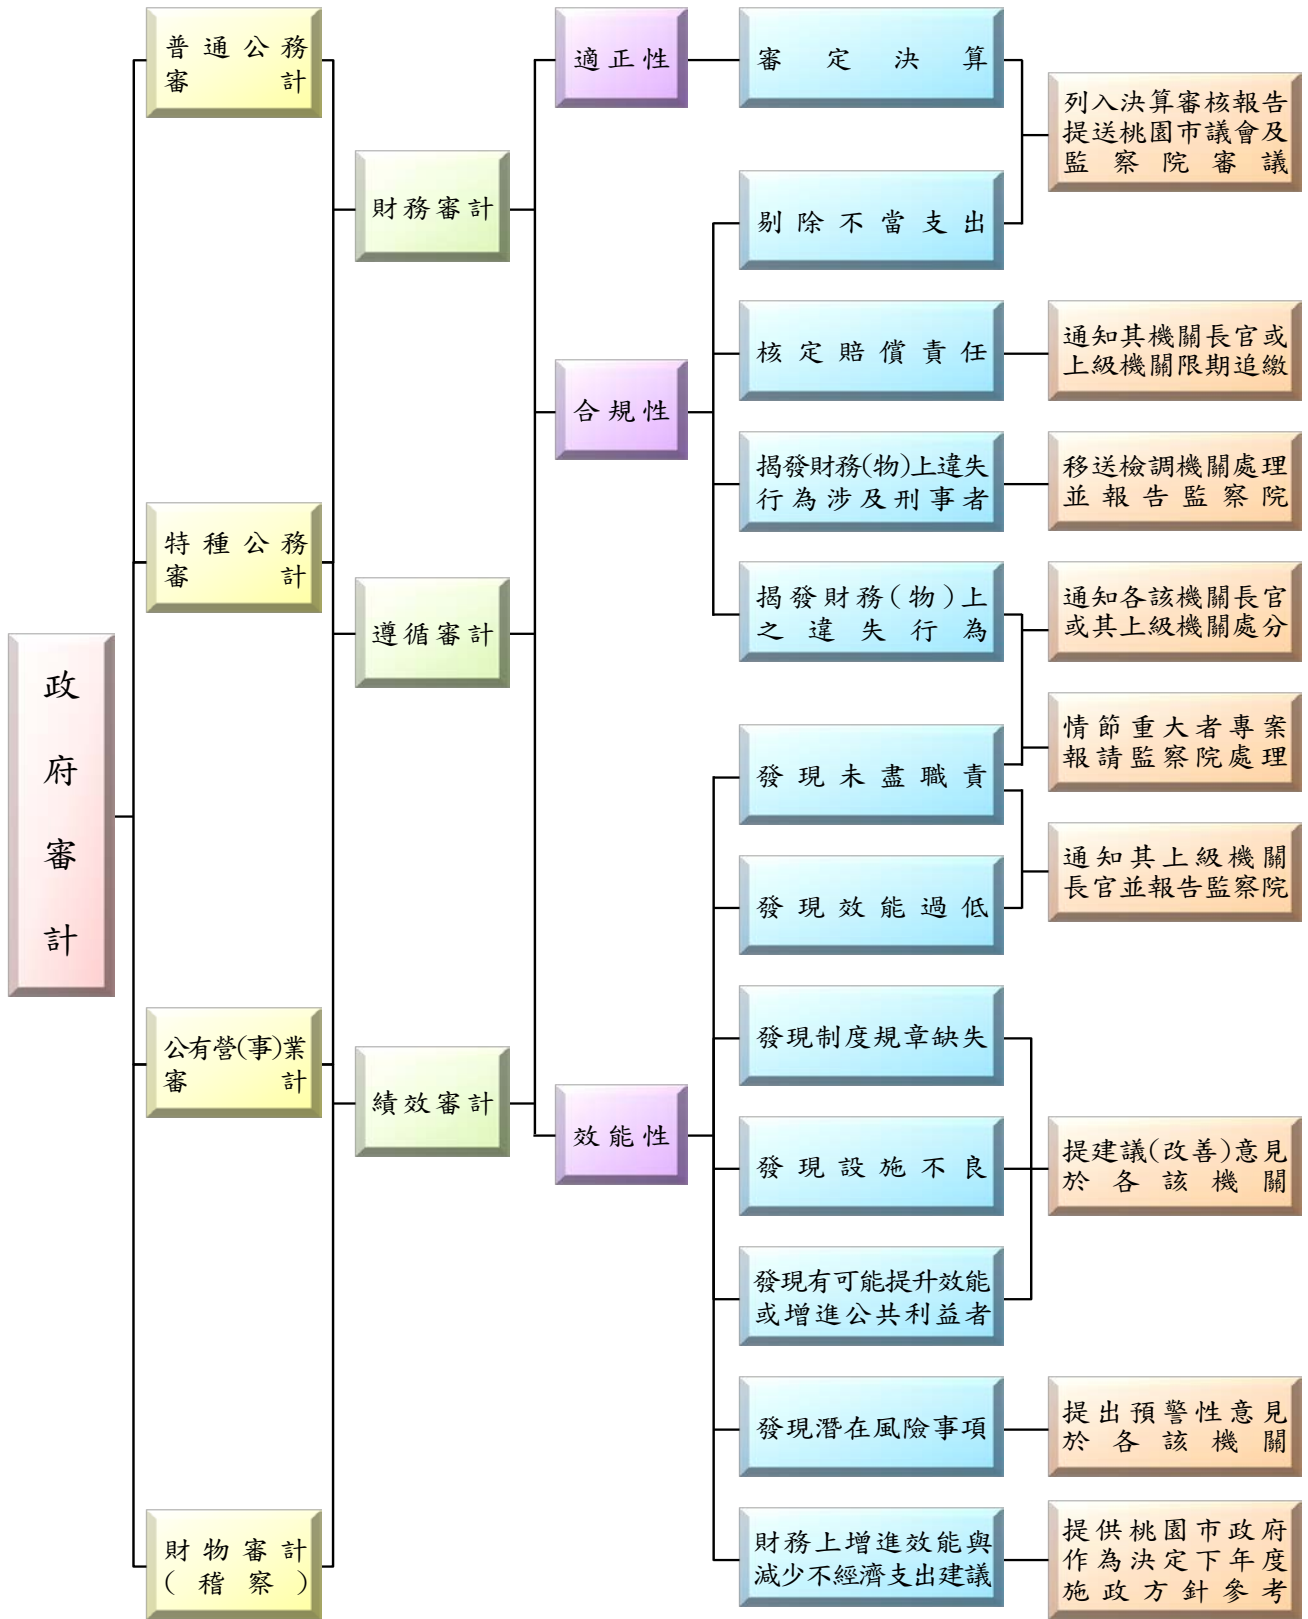 政
府
審
計
普通公務
審計
特種公務
審計
公有營(事)業
審計
財物審計
(稽察)
財務審計
遵循審計
績效審計
適正性
合規性
效能性
審定決算
剔除不當支出
核定賠償責任
揭發財務(物)上違失
行為涉及刑事者
揭發財務(物)上
之違失行為
發現未盡職責
發現效能過低
發現制度規章缺失
發現設施不良
發現有可能提升效能
或增進公共利益者
發現潛在風險事項
財務上增進效能與
減少不經濟支出建議
列入決算審核報告
提送桃園市議會及
監察院審議
通知其機關長官或
上級機關限期追繳
移送檢調機關處理
並報告監察院
通知各該機關長官
或其上級機關處分
情節重大者專案
報請監察院處理
通知其上級機關
長官並報告監察院
提建議(改善)意見
於各該機關
提出預警性意見
於各該機關
提供桃園市政府
作為決定下年度
施政方針參考